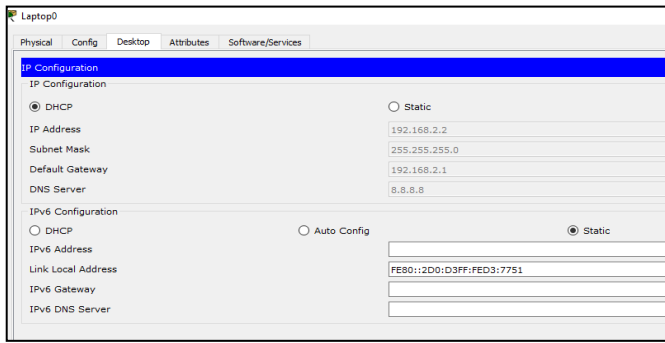 Laptop0
Physical Config Desktop Attributes Software/Services
IP Configuration
IP Configuration
DHCP Static
IP Address 192.168.2.2
Subnet Mask 255.255.255.0
Default Gateway 192.168.2.1
DNS Server 8.8.8.8
IPv6 Configuration
DHCP Auto Config Static
IPv6 Address
Link Local Address FE80::2D0:D3FF:FED3:7751
IPv6 Gateway
IPv6 DNS Server